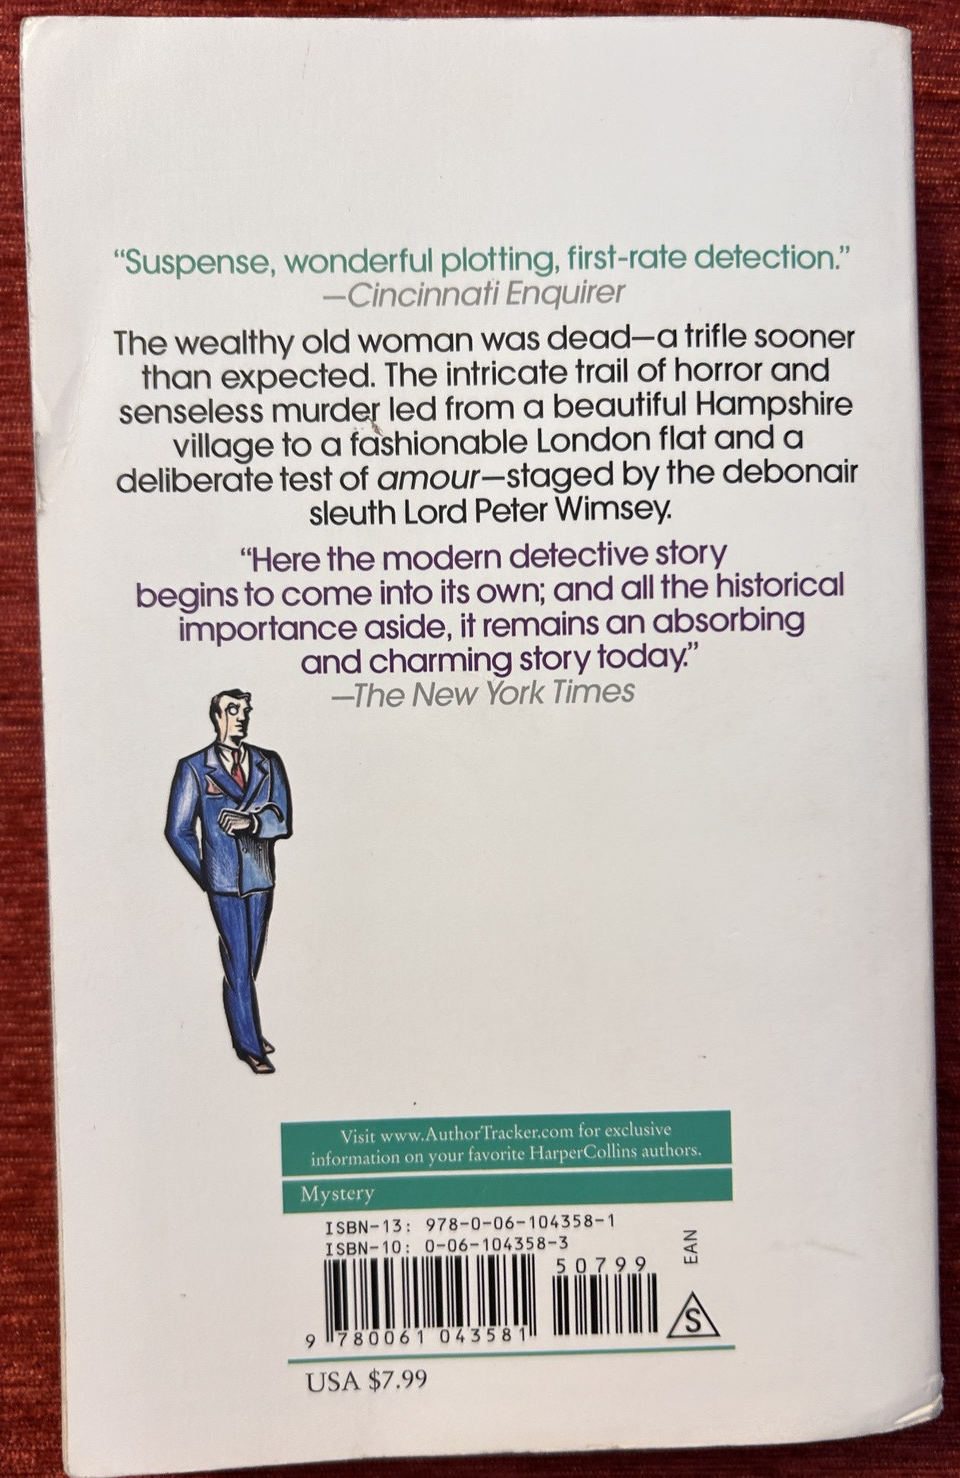 “Suspense, wonderful plotting, first-rate detection.”
—Cincinnati Enquirer
The wealthy old woman was dead—a trifle sooner
than expected. The intricate trail of horror and
senseless murder led from a beautiful Hampshire
village to a fashionable London flat and a
deliberate test of amour—staged by the debonair
sleuth Lord Peter Wimsey.
“Here the modern detective story
begins to come into its own; and all the historical
importance aside, it remains an absorbing
and charming story today.”
—The New York Times
Visit www.AuthorTracker.com for exclusive
information on your favorite HarperCollins authors.
Mystery
ISBN-13: 978-0-06-104358-1
ISBN-10: 0-06-104358-3
EAN
50799
S
9 780061 043581
USA $7.99